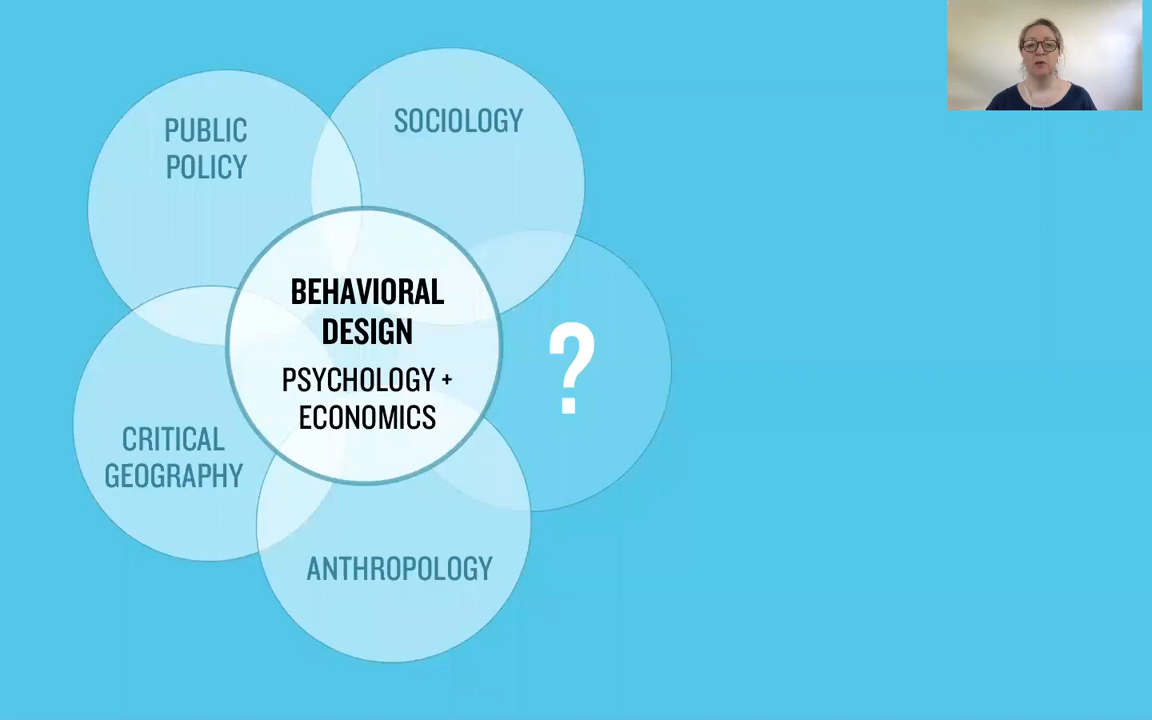 PUBLIC
POLICY
SOCIOLOGY
BEHAVIORAL
DESIGN
PSYCHOLOGY +
ECONOMICS
?
CRITICAL
GEOGRAPHY
ANTHROPOLOGY